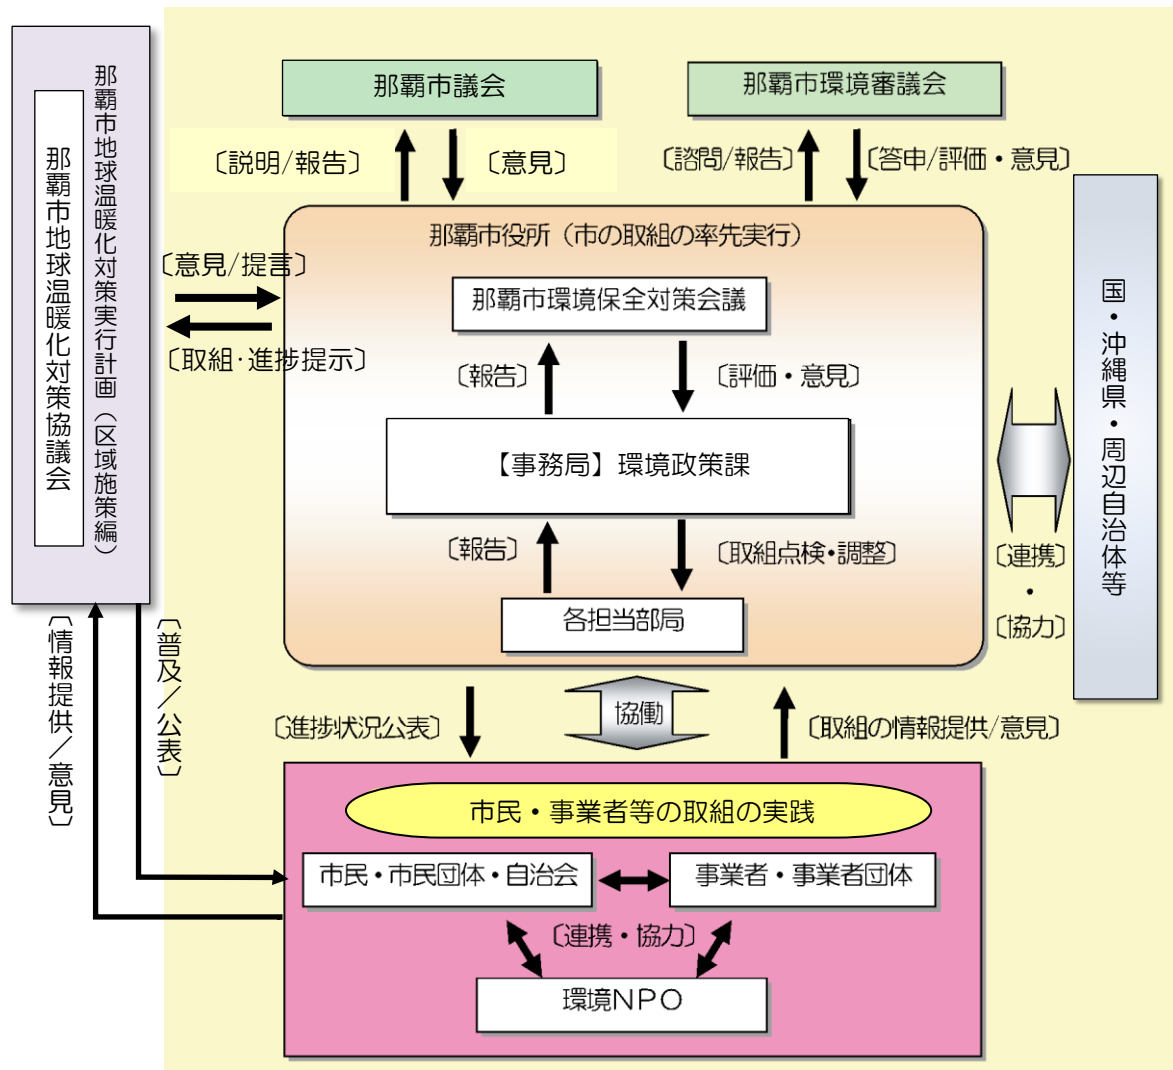 那覇市地球温暖化対策実行計画（区域施策編）
那覇市地球温暖化対策協議会
那覇市議会
那覇市環境審議会
〔説明/報告〕
〔意見〕
〔諮問/報告〕
〔答申/評価・意見〕
那覇市役所（市の取組の率先実行）
〔意見/提言〕
〔取組・進捗提示〕
那覇市環境保全対策会議
〔報告〕
〔評価・意見〕
【事務局】環境政策課
〔報告〕
〔取組点検・調整〕
各担当部局
国・沖縄県・周辺自治体等
〔連携〕
・
〔協力〕
〔情報提供／意見〕
〔普及／公表〕
〔進捗状況公表〕
協働
〔取組の情報提供/意見〕
市民・事業者等の取組の実践
市民・市民団体・自治会
事業者・事業者団体
〔連携・協力〕
環境ＮＰＯ